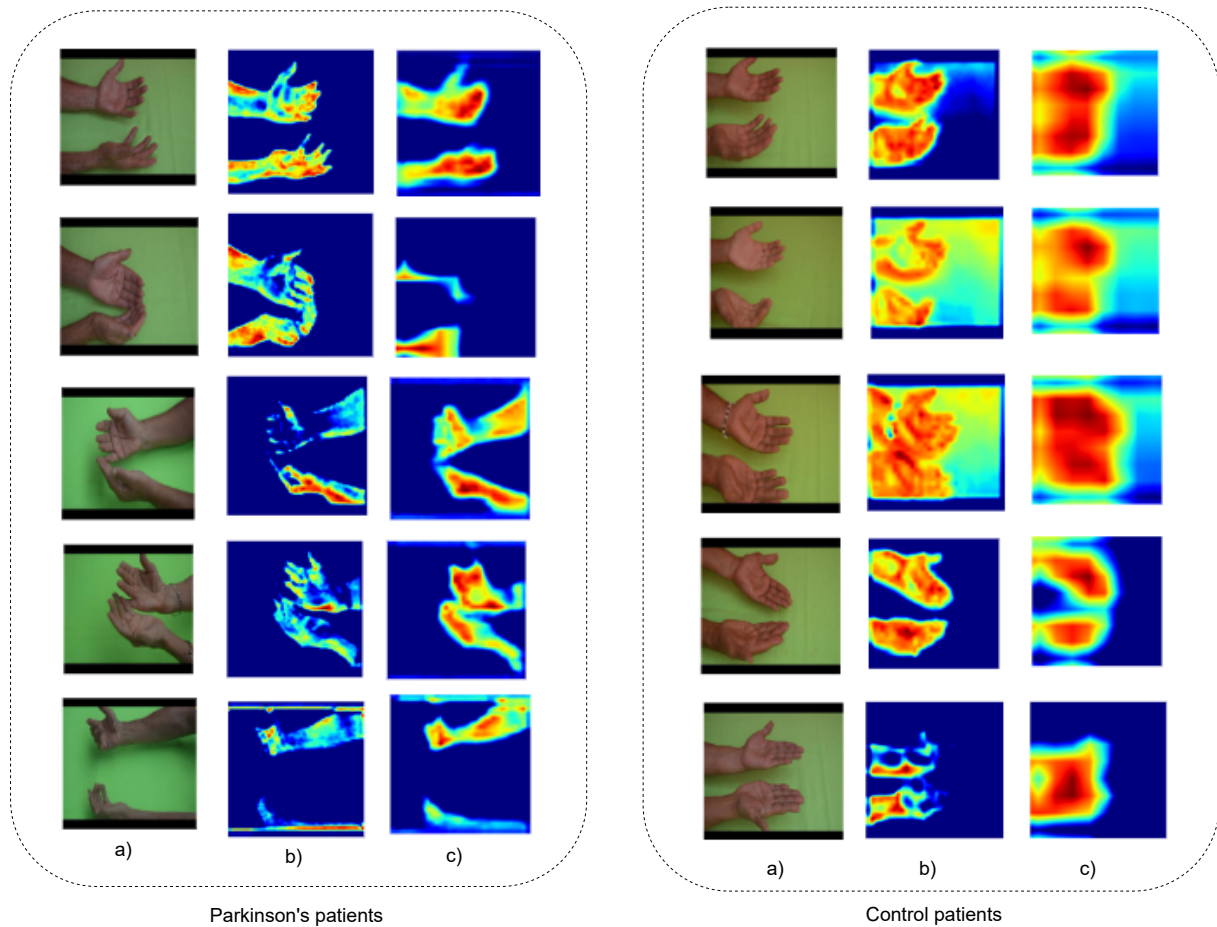 a)
b)
c)
Parkinson's patients
a)
b)
c)
Control patients